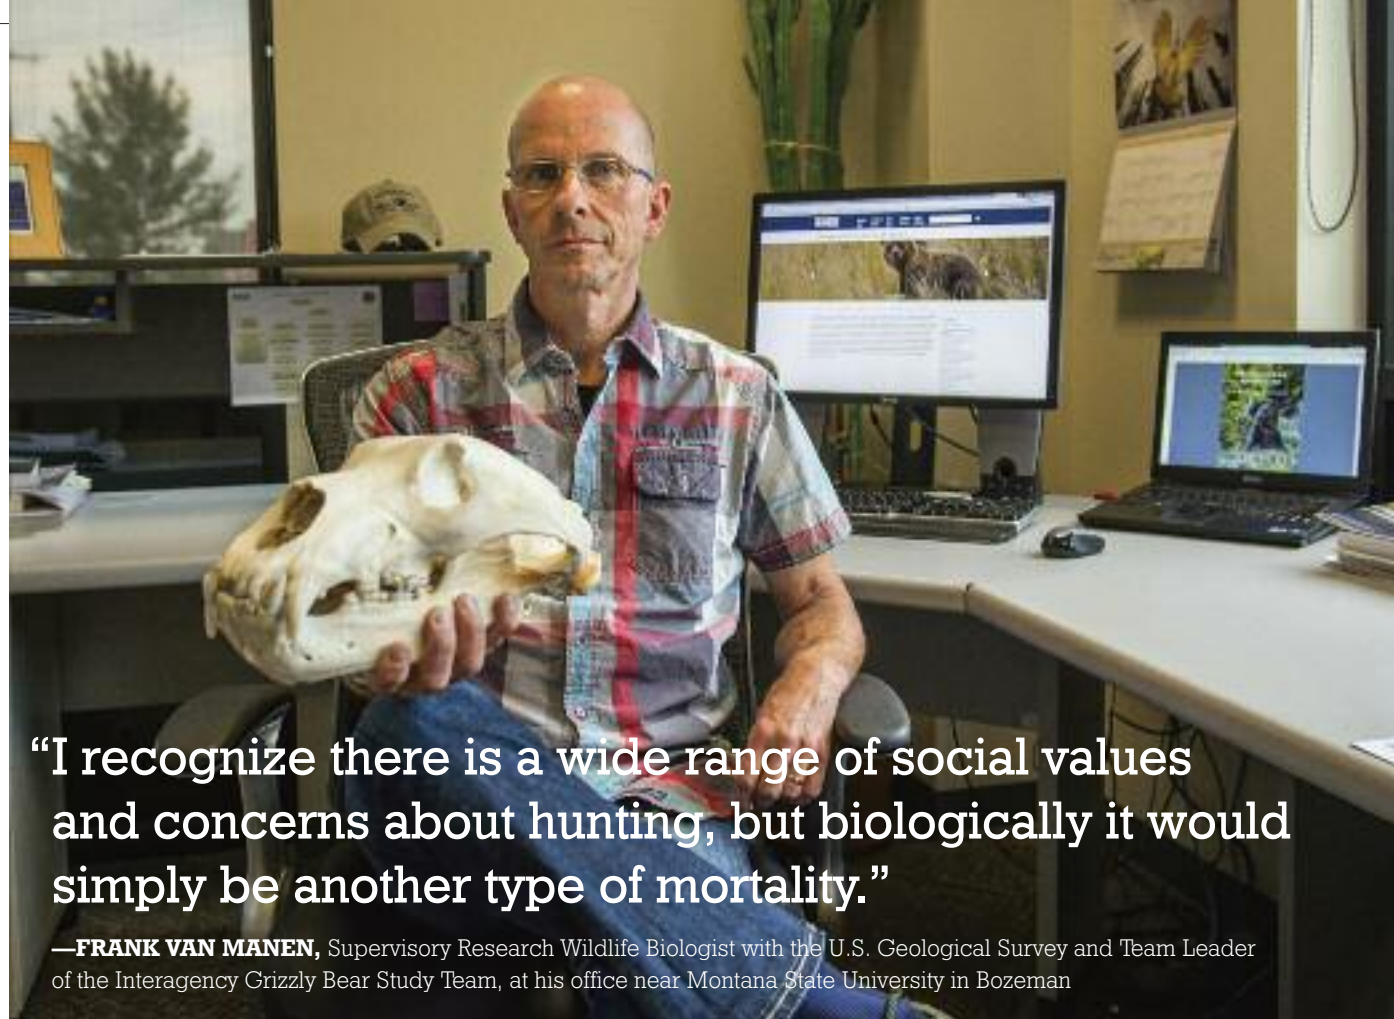 “I recognize there is a wide range of social values
and concerns about hunting, but biologically it would
simply be another type of mortality.”
—FRANK VAN MANEN, Supervisory Research Wildlife Biologist with the U.S. Geological Survey and Team Leader
of the Interagency Grizzly Bear Study Team, at his office near Montana State University in Bozeman